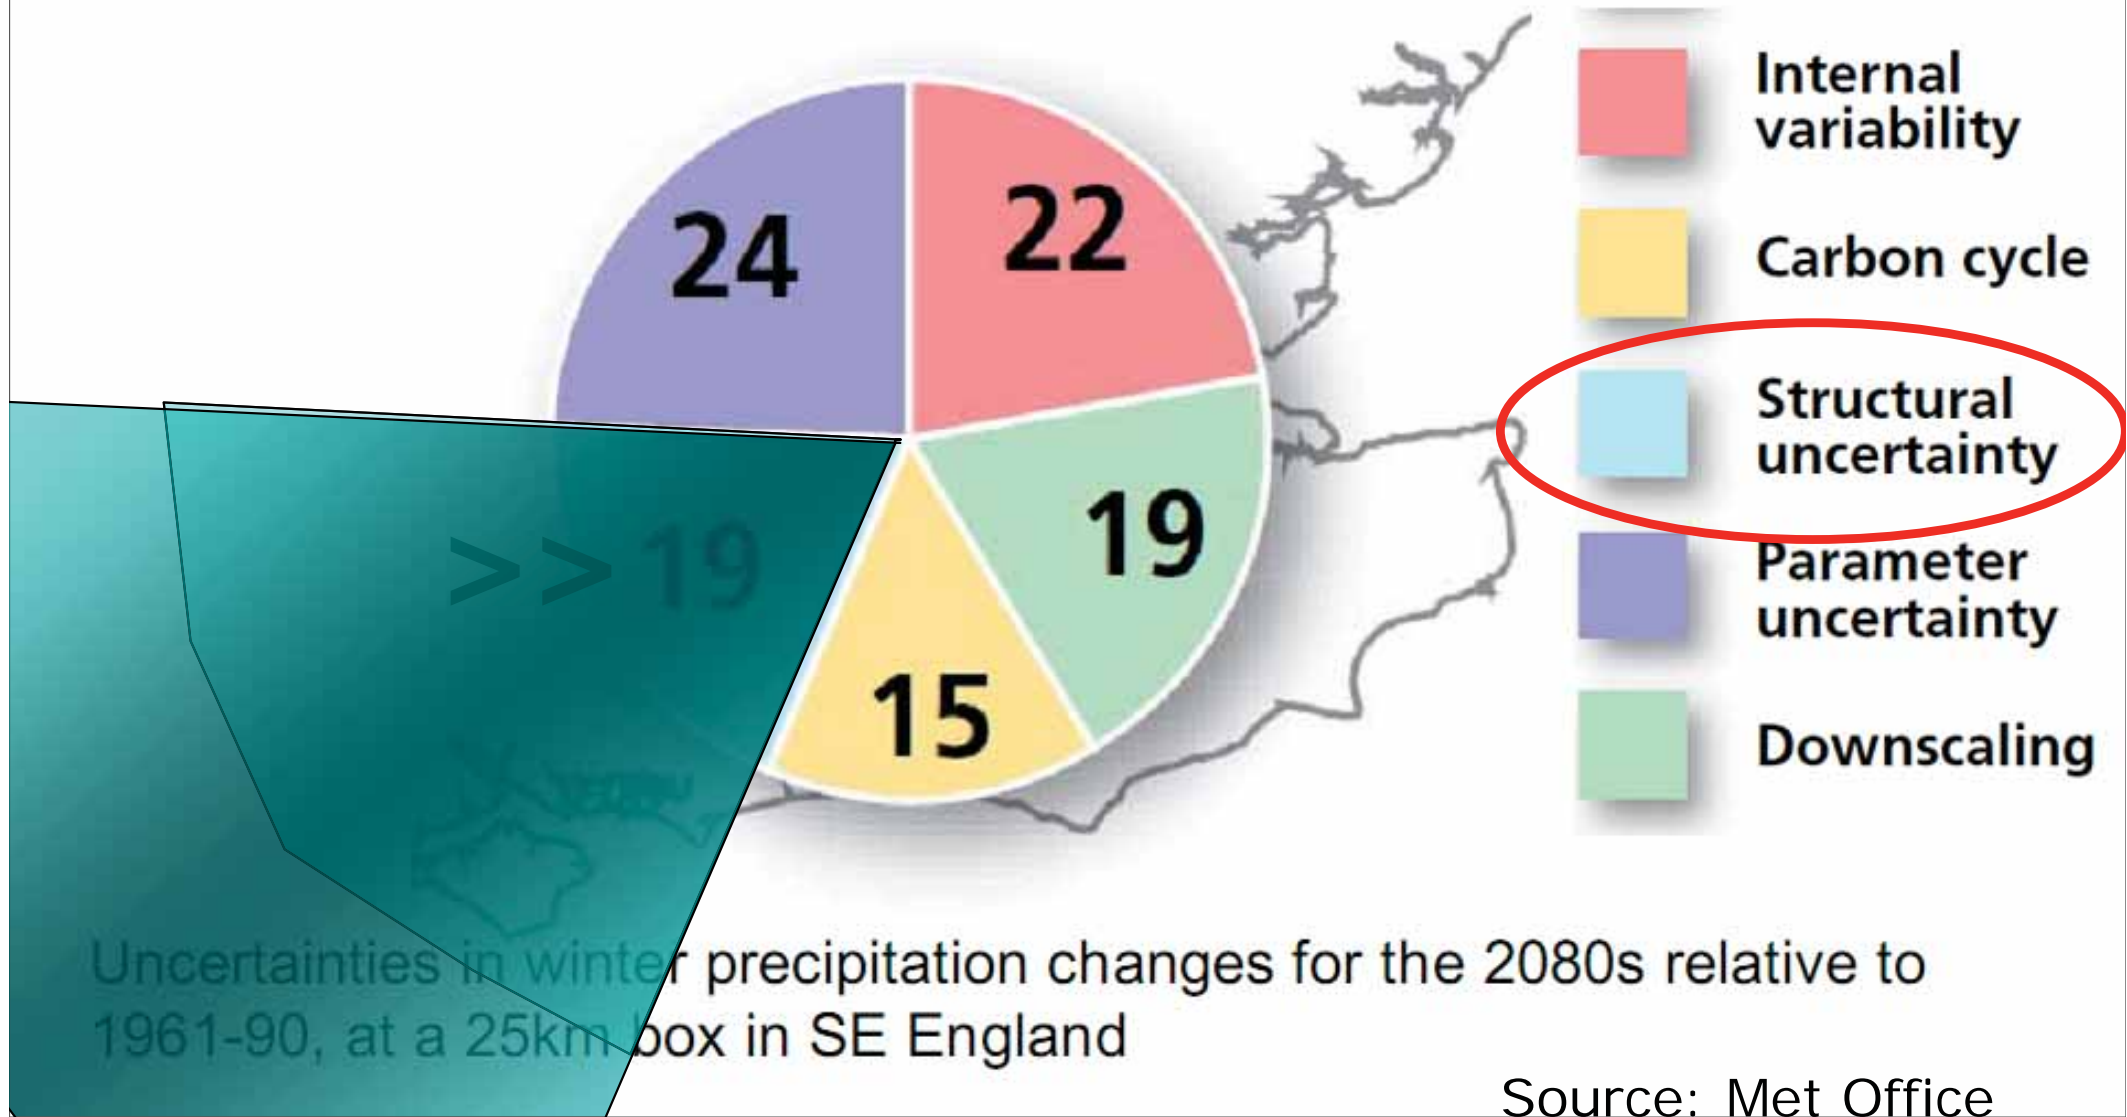 24
22
>> 19
19
15
Internal
variability
Carbon cycle
Structural
uncertainty
Parameter
uncertainty
Downscaling
Uncertainties in winter precipitation changes for the 2080s relative to
1961-90, at a 25km box in SE England
Source: Met Office